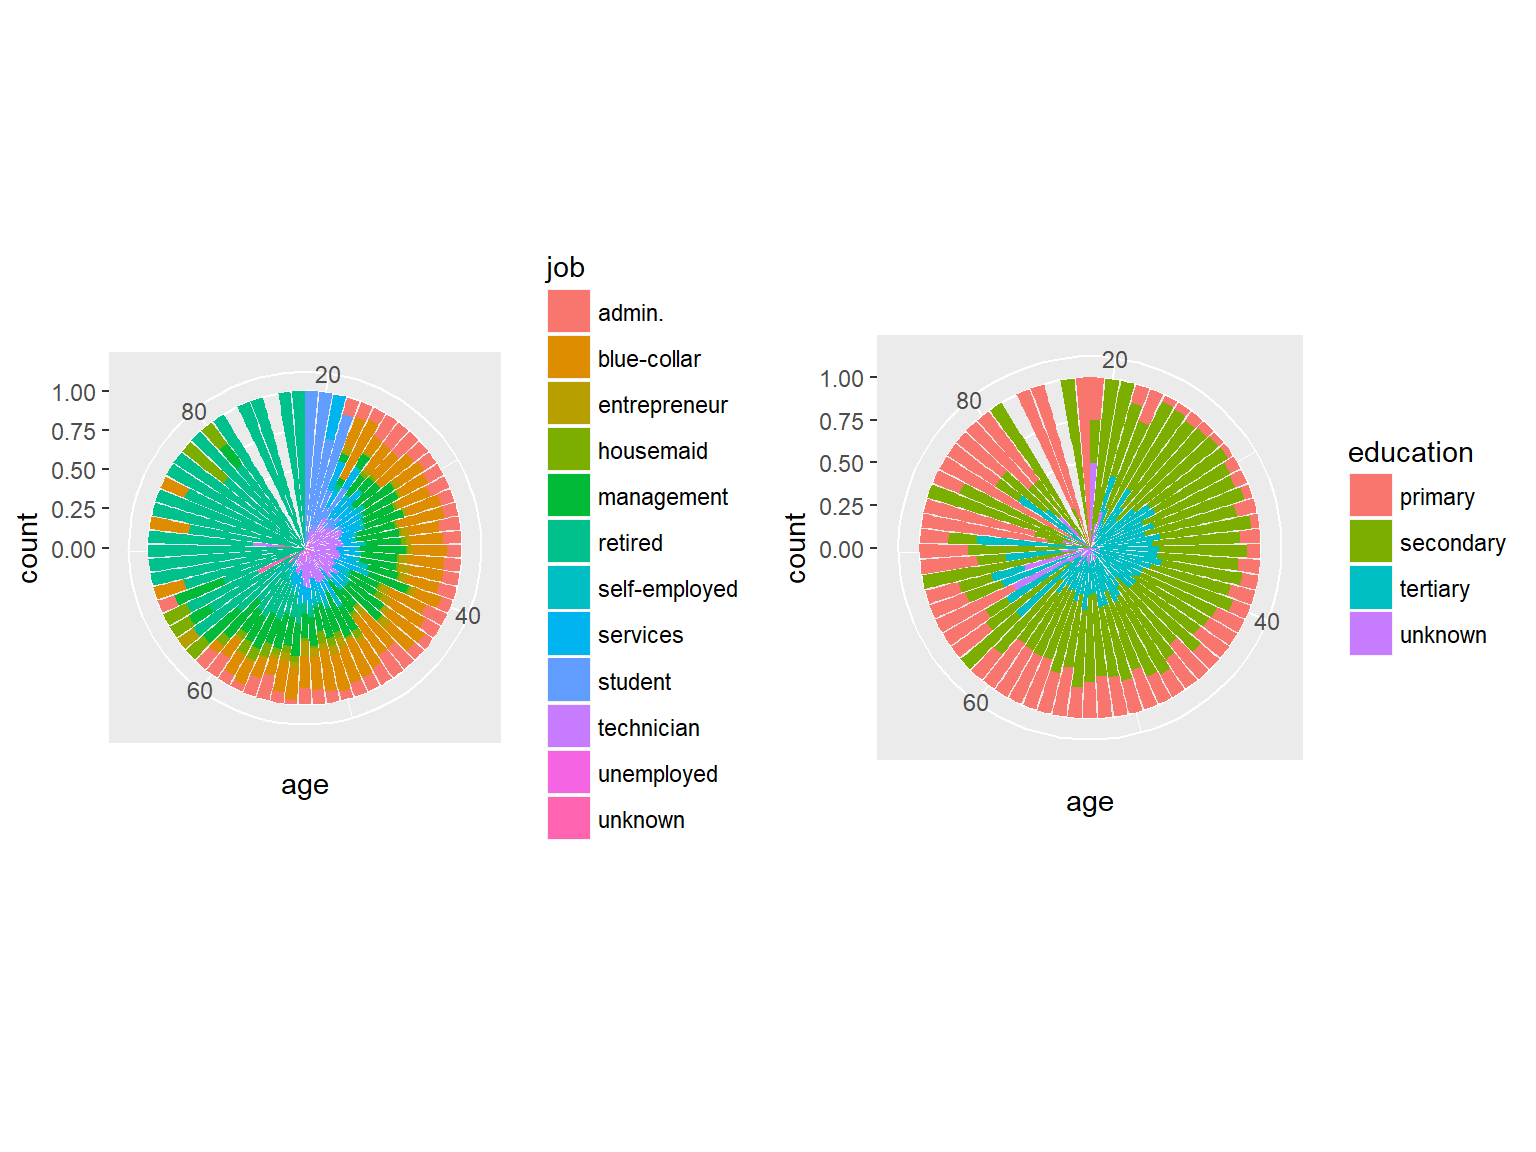 count
1.00
0.75
0.50
0.25
0.00
20
40
60
80
age
job
admin.
blue-collar
entrepreneur
housemaid
management
retired
self-employed
services
student
technician
unemployed
unknown
count
1.00
0.75
0.50
0.25
0.00
20
40
60
80
age
education
primary
secondary
tertiary
unknown